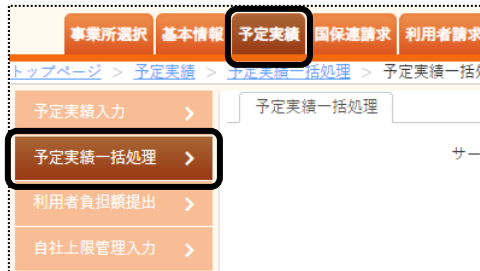 事業所選択 基本情報 予定実績 国保連請求 利用者請求
トップページ > 予定実績 > 予定実績一括処理 > 予定実績一括
予定実績入力
予定実績一括処理
予定実績一括処理
サー
利用者負担額提出
自社上限管理入力